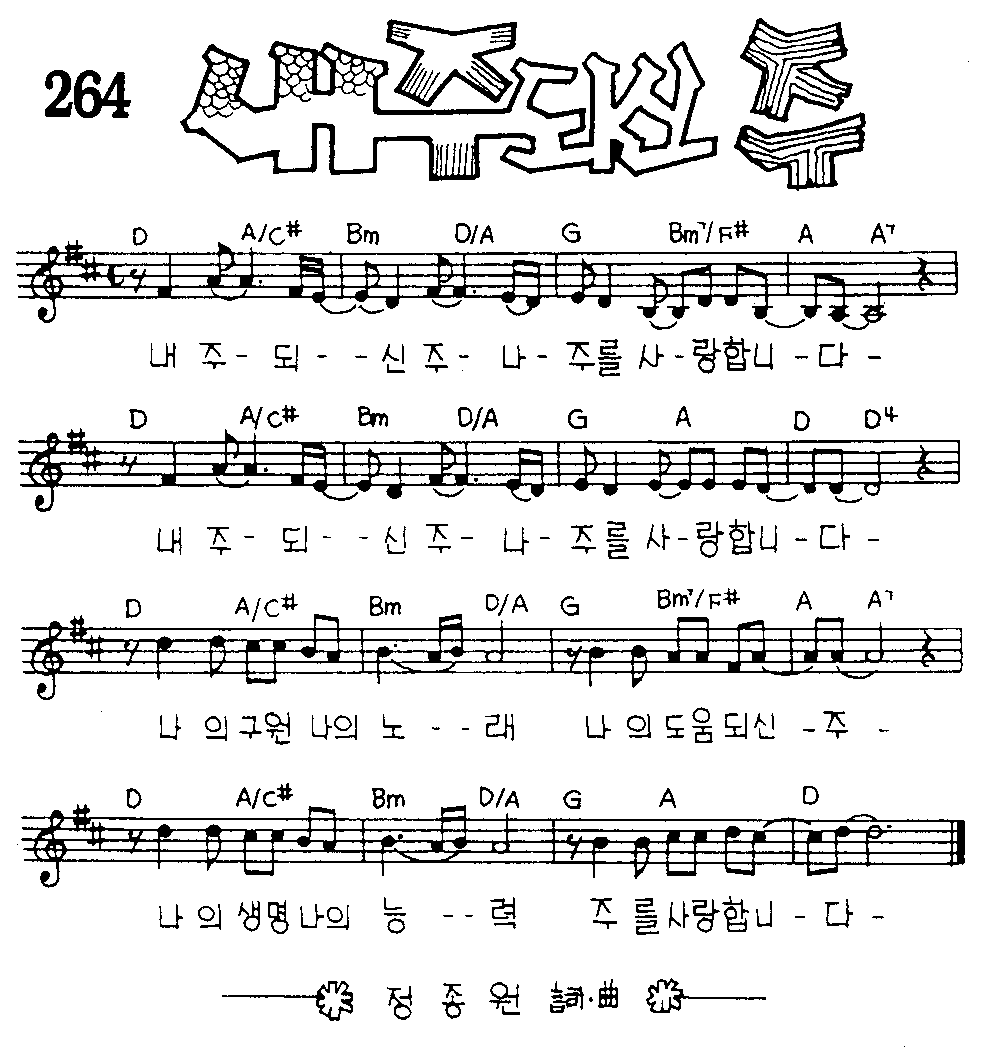 264 내 주 되신 주
D A/C# Bm D/A G Bm7/F# A A7
내 주 - 되 - - 신 주 - 나 - 주를 사 - 랑합니 - 다 -
D A/C# Bm D/A G A D D4
내 주 - 되 - - 신 주 - 나 - 주를 사 - 랑합니 - 다 -
D A/C# Bm D/A G Bm7/F# A A7
나 의구원 나의 노 - - 래 나 의도움되신 - 주 -
D A/C# Bm D/A G A D
나 의 생명나의 능 - - 력 주 를사랑합니 - 다 -
정 종 원 詞·曲